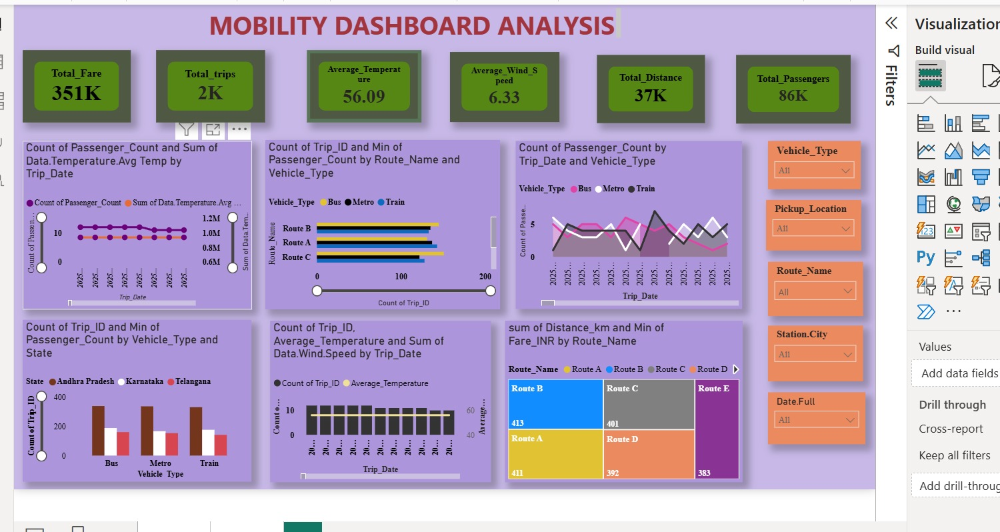 MOBILITY DASHBOARD ANALYSIS
Total_Fare
351K
Total_trips
2K
Average_Temperat
ure
56.09
Average_Wind_S
peed
6.33
Total_Distance
37K
Total_Passengers
86K
Count of Passenger_Count and Sum of
Data.Temperature.Avg Temp by
Trip_Date
Count of Passenger_Count
Sum of Data.Temperature.Avg …
Count of Passen…
10
0
1.2M
1.0M
0.8M
0.6M
Sum of Data.Tem…
2025… 2025… 2025… 2025… 2025… 2025… 2025… 2025…
Trip_Date
Count of Trip_ID and Min of
Passenger_Count by Route_Name and
Vehicle_Type
Vehicle_Type Bus Metro Train
Route_Name
Route B
Route A
Route C
0 100 200
Count of Trip_ID
Count of Passenger_Count by
Trip_Date and Vehicle_Type
Vehicle_Type Bus Metro Train
Count of Passe…
5
0
2025… 2025… 2025… 2025… 2025… 2025… 2025… 2025… 2025… 2025… 2025… 2025… 2025…
Trip_Date
Count of Trip_ID and Min of
Passenger_Count by Vehicle_Type and
State
State Andhra Pradesh Karnataka Telangana
Count of Trip_ID
400
200
0
Bus Metro Train
Vehicle_Type
Count of Trip_ID,
Average_Temperature and Sum of
Data.Wind.Speed by Trip_Date
Count of Trip_ID Average_Temperature
Count o…
10
0
60
40
Average…
20… 20… 20… 20… 20… 20… 20… 20… 20… 20… 20…
Trip_Date
sum of Distance_km and Min of
Fare_INR by Route_Name
Route_Name Route A Route B Route C Route D
Route B
413
Route C
401
Route E
383
Route A
411
Route D
392
Vehicle_Type
All
Pickup_Location
All
Route_Name
All
Station.City
All
Date.Full
All
Filters
Visualization
Build visual
123
Py
...
Values
Add data fields
Drill through
Cross-report
Keep all filters
Add drill-throug